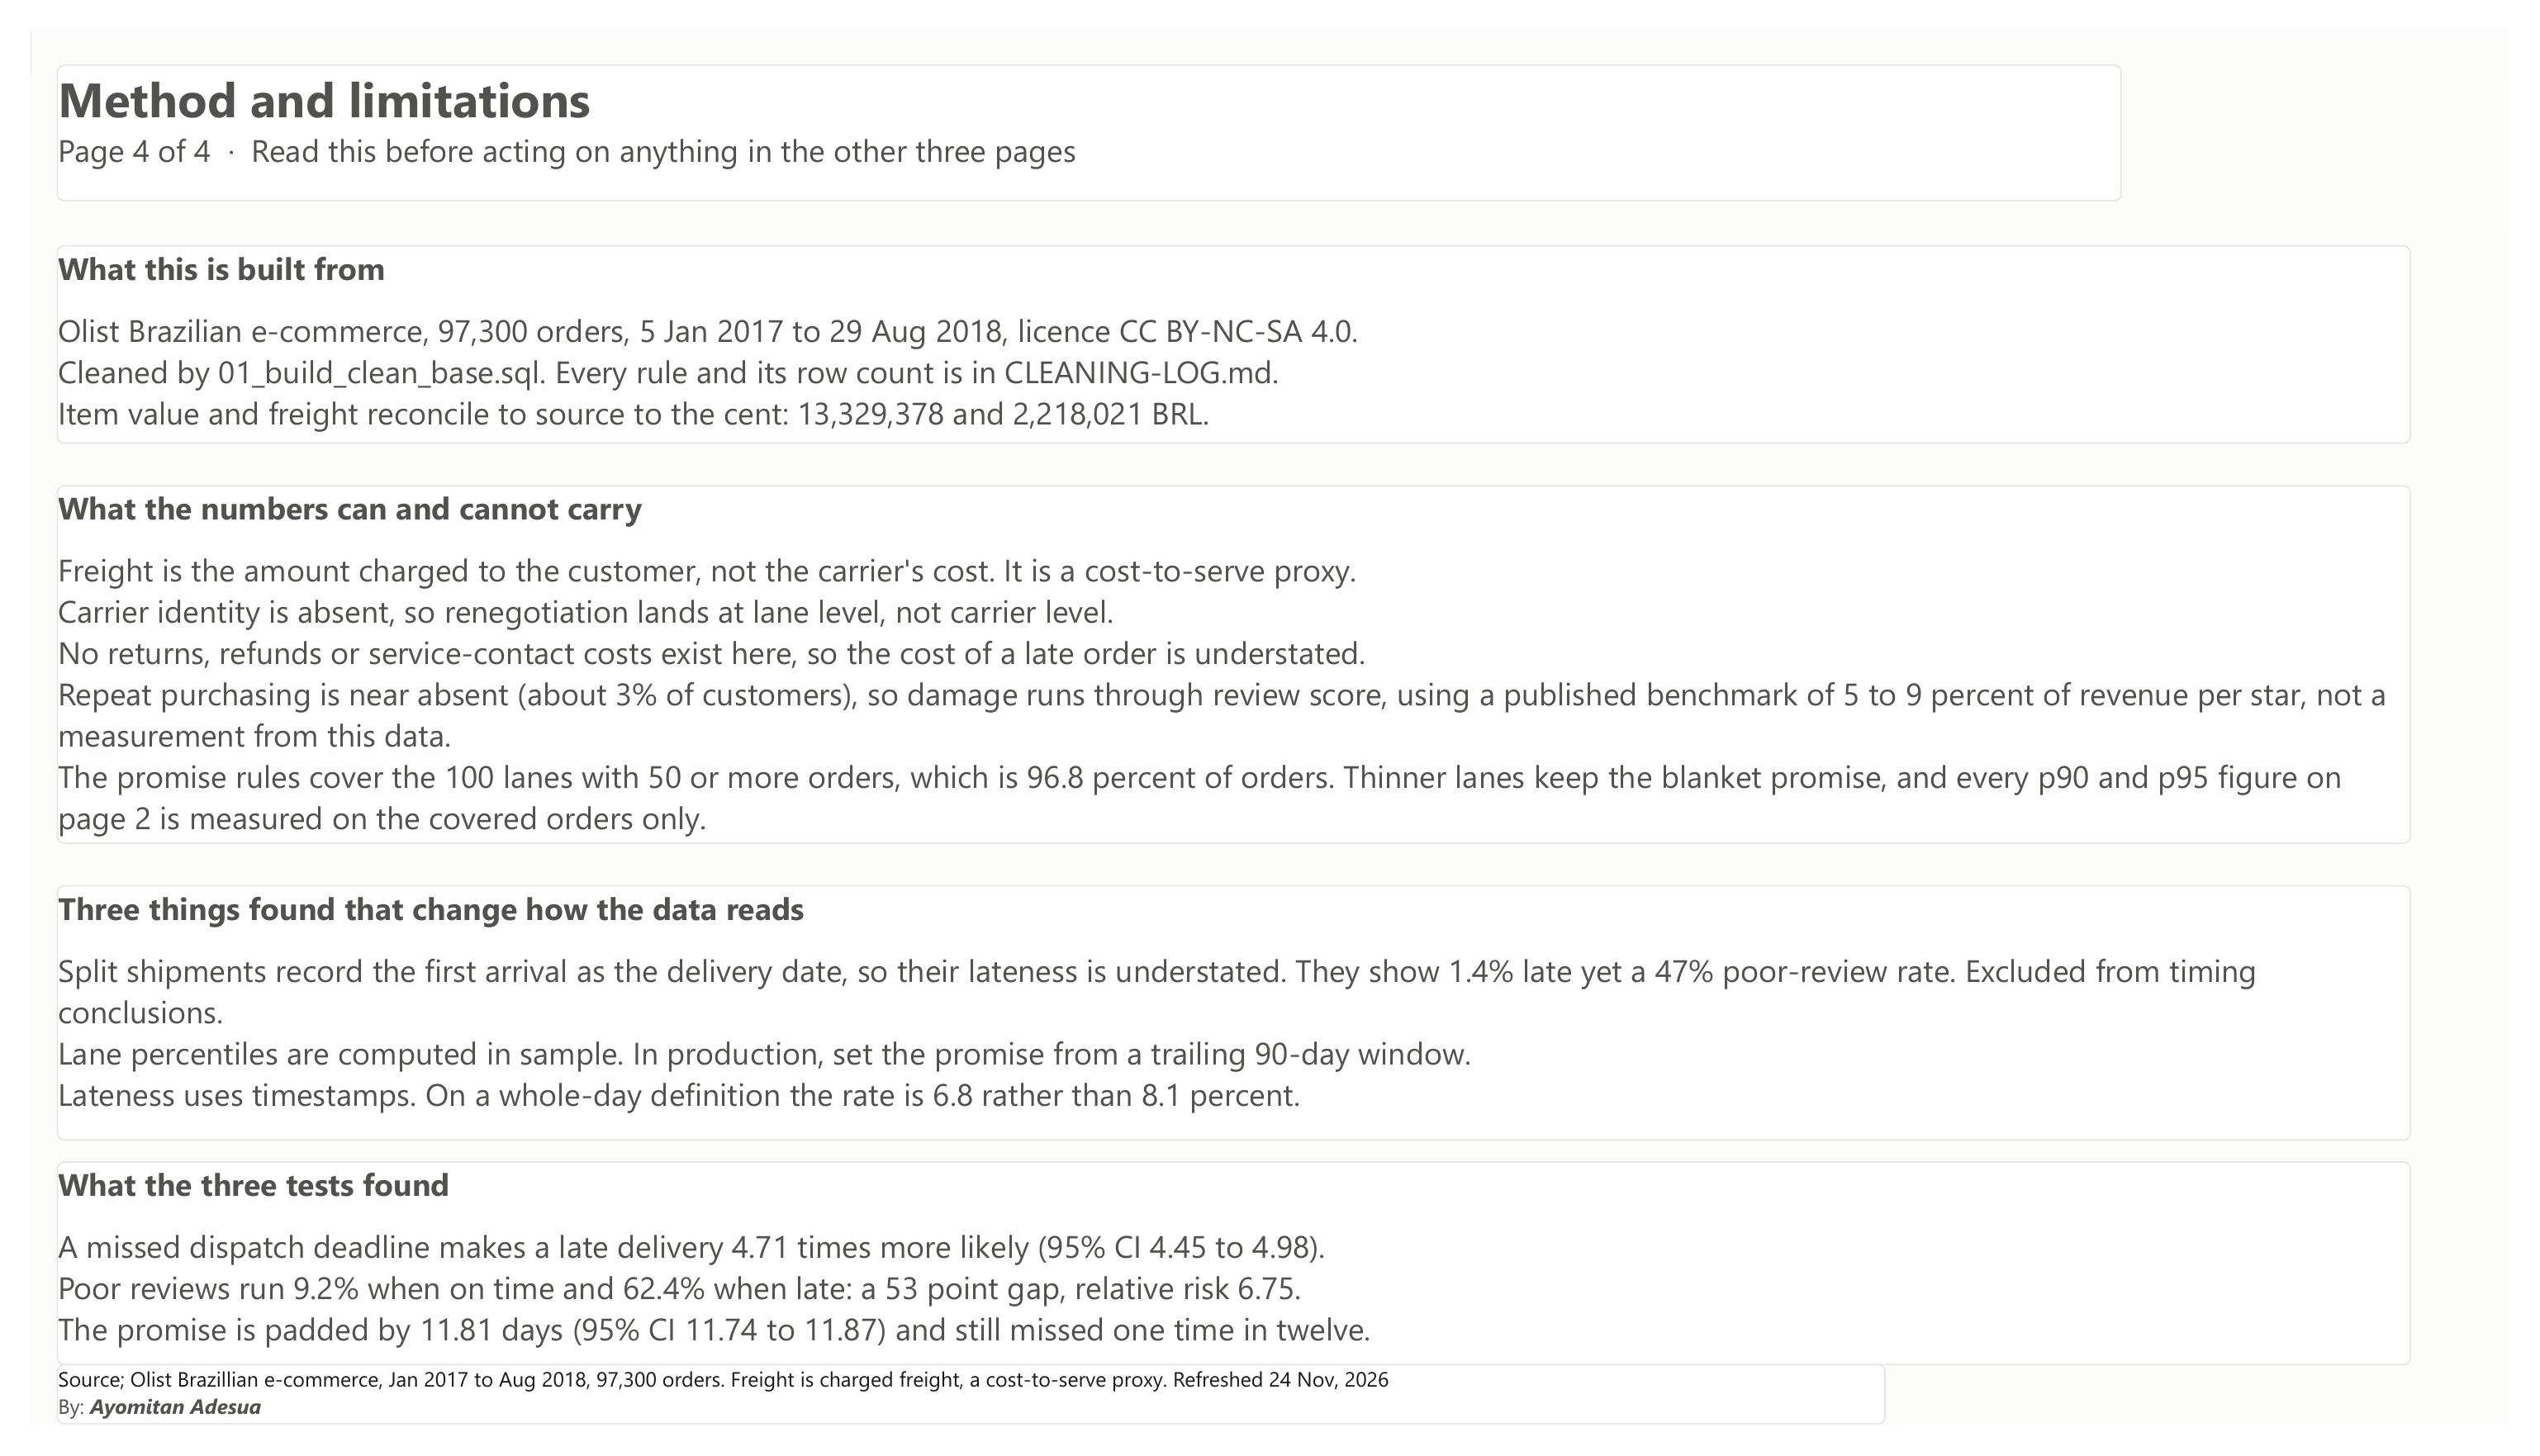 Method and limitations
Page 4 of 4 · Read this before acting on anything in the other three pages
What this is built from
Olist Brazilian e-commerce, 97,300 orders, 5 Jan 2017 to 29 Aug 2018, licence CC BY-NC-SA 4.0.
Cleaned by 01_build_clean_base.sql. Every rule and its row count is in CLEANING-LOG.md.
Item value and freight reconcile to source to the cent: 13,329,378 and 2,218,021 BRL.
What the numbers can and cannot carry
Freight is the amount charged to the customer, not the carrier's cost. It is a cost-to-serve proxy.
Carrier identity is absent, so renegotiation lands at lane level, not carrier level.
No returns, refunds or service-contact costs exist here, so the cost of a late order is understated.
Repeat purchasing is near absent (about 3% of customers), so damage runs through review score, using a published benchmark of 5 to 9 percent of revenue per star, not a
measurement from this data.
The promise rules cover the 100 lanes with 50 or more orders, which is 96.8 percent of orders. Thinner lanes keep the blanket promise, and every p90 and p95 figure on
page 2 is measured on the covered orders only.
Three things found that change how the data reads
Split shipments record the first arrival as the delivery date, so their lateness is understated. They show 1.4% late yet a 47% poor-review rate. Excluded from timing
conclusions.
Lane percentiles are computed in sample. In production, set the promise from a trailing 90-day window.
Lateness uses timestamps. On a whole-day definition the rate is 6.8 rather than 8.1 percent.
What the three tests found
A missed dispatch deadline makes a late delivery 4.71 times more likely (95% CI 4.45 to 4.98).
Poor reviews run 9.2% when on time and 62.4% when late: a 53 point gap, relative risk 6.75.
The promise is padded by 11.81 days (95% CI 11.74 to 11.87) and still missed one time in twelve.
Source; Olist Brazillian e-commerce, Jan 2017 to Aug 2018, 97,300 orders. Freight is charged freight, a cost-to-serve proxy. Refreshed 24 Nov, 2026
By: Ayomitan Adesua